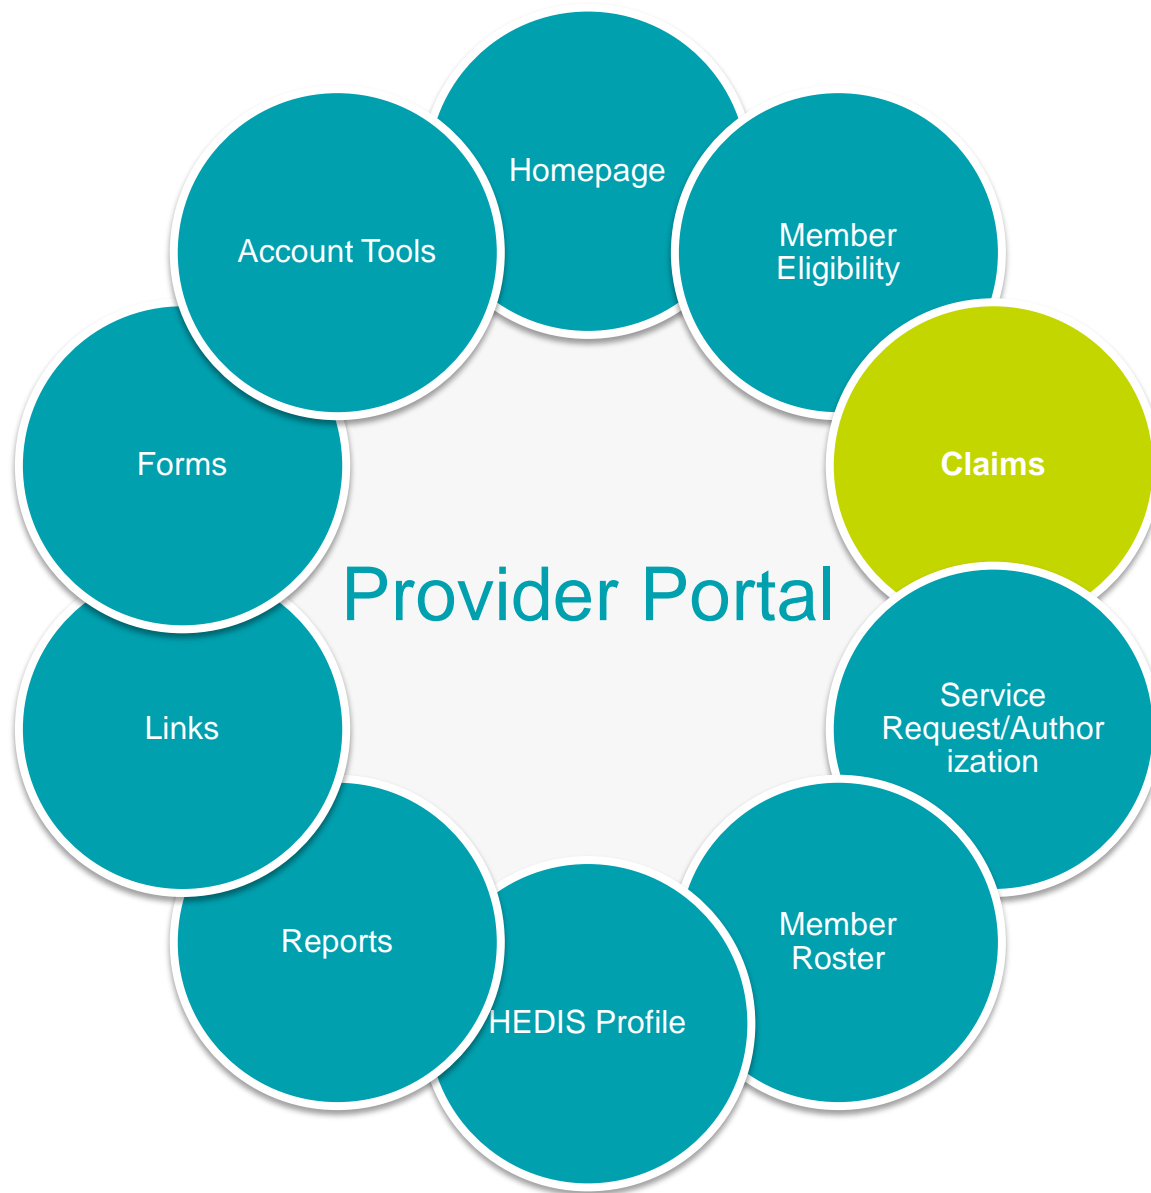 Homepage
Member
Eligibility
Claims
Service
Request/Author
ization
Member
Roster
HEDIS Profile
Reports
Links
Forms
Account Tools
Provider Portal